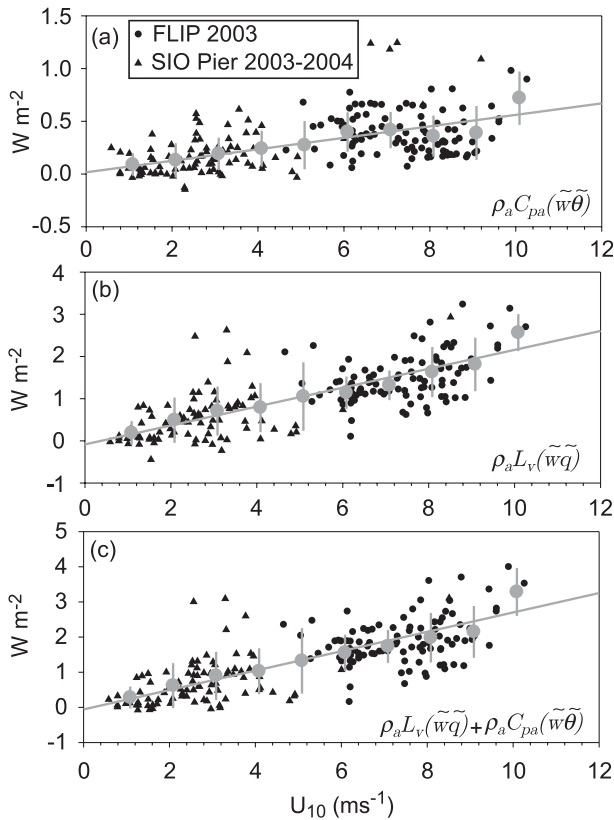 (a)
● FLIP 2003
▲ SIO Pier 2003-2004
W m⁻²
1.5
1.0
0.5
0.0
-0.5
ρₐCₚₐ(w̃θ̃)
0 2 4 6 8 10 12
(b)
W m⁻²
4
3
2
1
0
-1
ρₐLᵥ(w̃q̃)
0 2 4 6 8 10 12
(c)
W m⁻²
5
4
3
2
1
0
-1
ρₐLᵥ(w̃q̃)+ρₐCₚₐ(w̃θ̃)
0 2 4 6 8 10 12
U₁₀ (ms⁻¹)